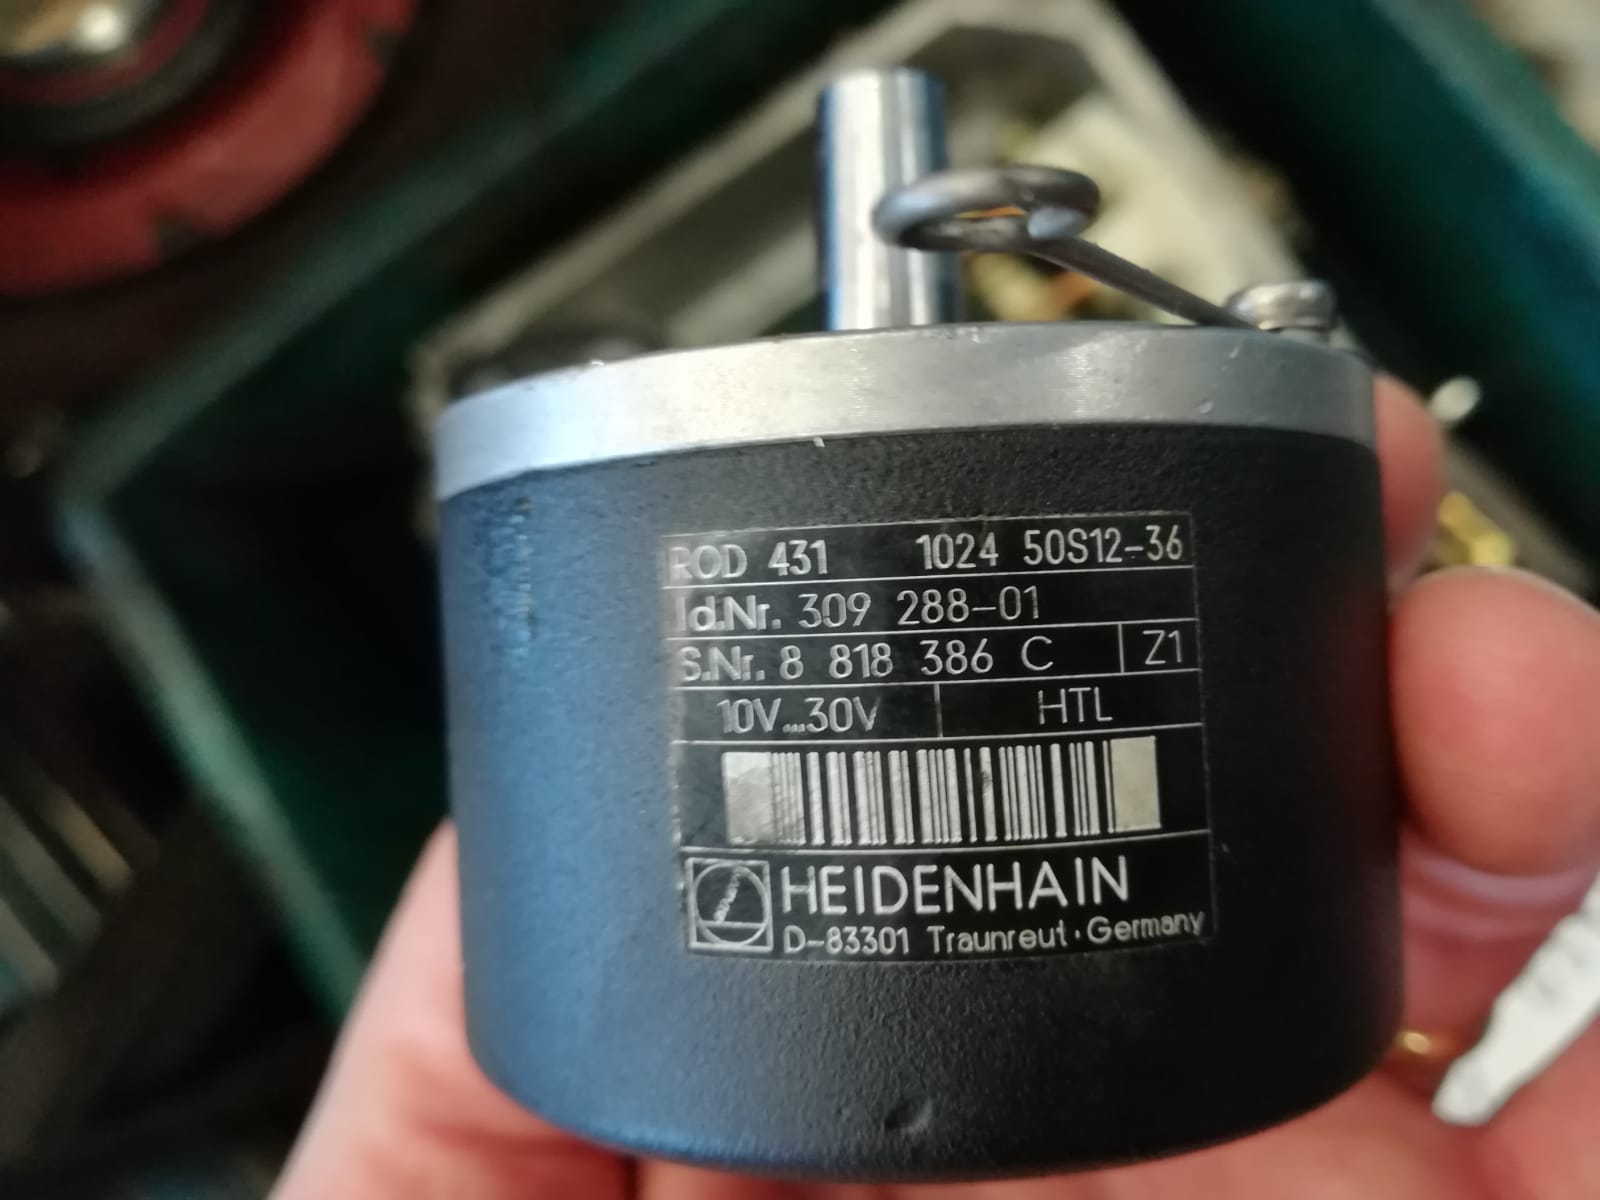 ROD 431 1024 50S12-36
Id.Nr. 309 288-01
S.Nr. 8 818 386 C Z1
10V...30V HTL
HEIDENHAIN
D-83301 Traunreut · Germany